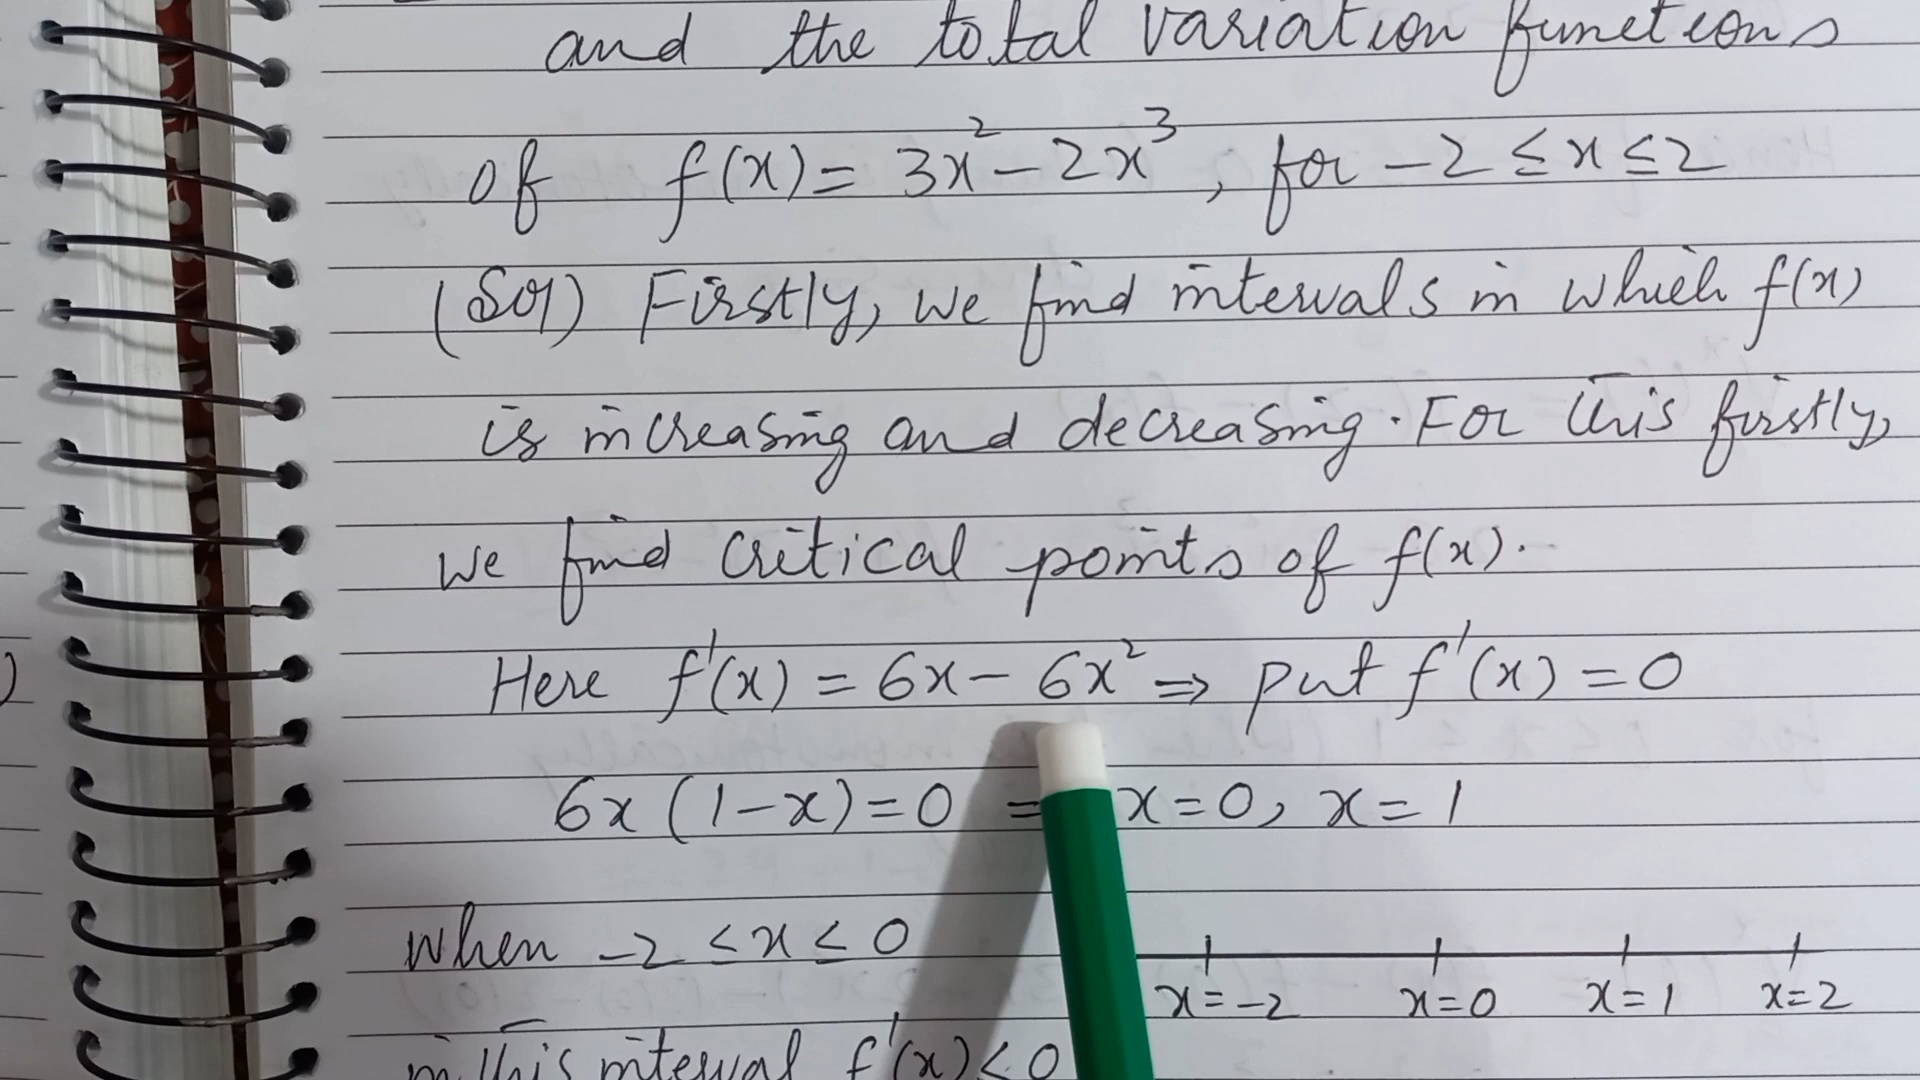 and the total variation functions
of f(x) = 3x² - 2x³, for -2 ≤ x ≤ 2
(Sol) Firstly, we find intervals in which f(x)
is increasing and decreasing. For this firstly,
we find critical points of f(x).
Here f'(x) = 6x - 6x² ⇒ put f'(x) = 0
6x (1-x) = 0 = x = 0, x = 1
when -2 ≤ x ≤ 0
x = -2 x = 0 x = 1 x = 2
in this interval f'(x) < 0